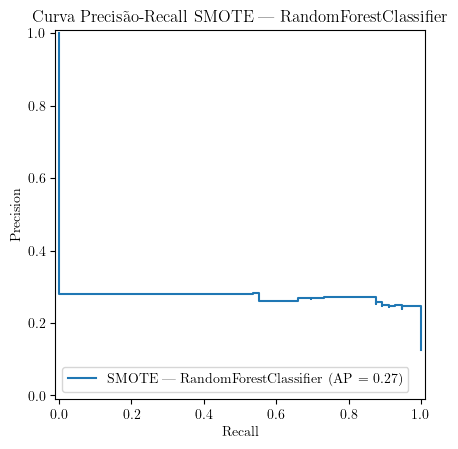 Curva Precisão-Recall SMOTE — RandomForestClassifier
1.0
0.8
0.6
0.4
0.2
0.0
Precision
SMOTE — RandomForestClassifier (AP = 0.27)
0.0 0.2 0.4 0.6 0.8 1.0
Recall